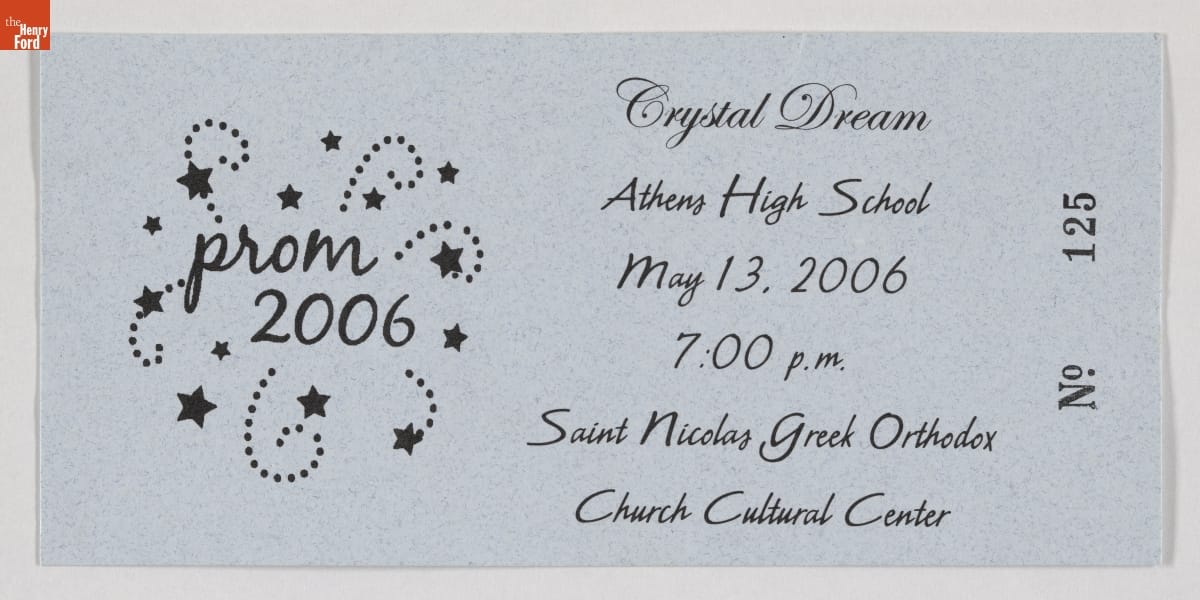 the
Henry
Ford
prom
2006
Crystal Dream
Athens High School
May 13, 2006
7:00 p.m.
Saint Nicolas Greek Orthodox
Church Cultural Center
Nº 125